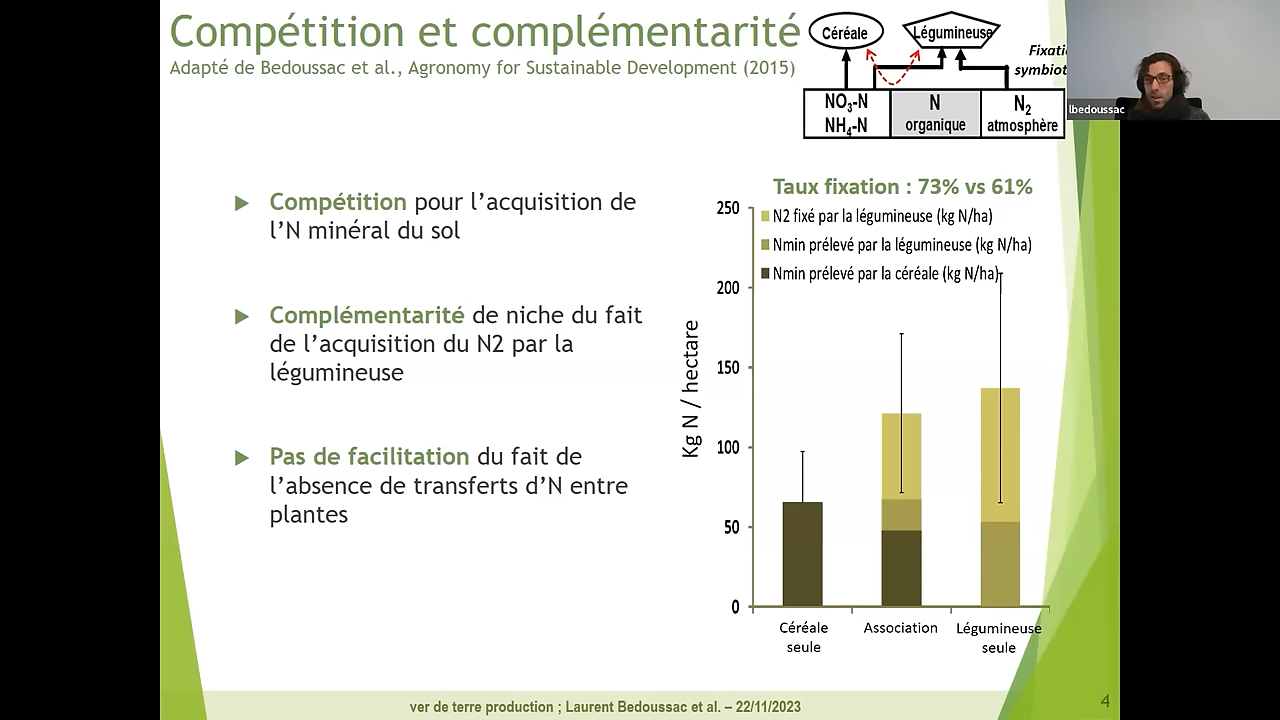 Compétition et complémentarité
Adapté de Bedoussac et al., Agronomy for Sustainable Development (2015)
Céréale
Légumineuse
symbiot
NO3-N
NH4-N
N
organique
N2
atmosphère
lbedoussac
Compétition pour l’acquisition de
l’N minéral du sol
Complémentarité de niche du fait
de l’acquisition du N2 par la
légumineuse
Pas de facilitation du fait de
l’absence de transferts d’N entre
plantes
Taux fixation : 73% vs 61%
N2 fixé par la légumineuse (kg N/ha)
Nmin prélevé par la légumineuse (kg N/ha)
Nmin prélevé par la céréale (kg N/ha)
Kg N / hectare
250
200
150
100
50
0
Céréale
seule
Association
Légumineuse
seule
ver de terre production ; Laurent Bedoussac et al. – 22/11/2023
4